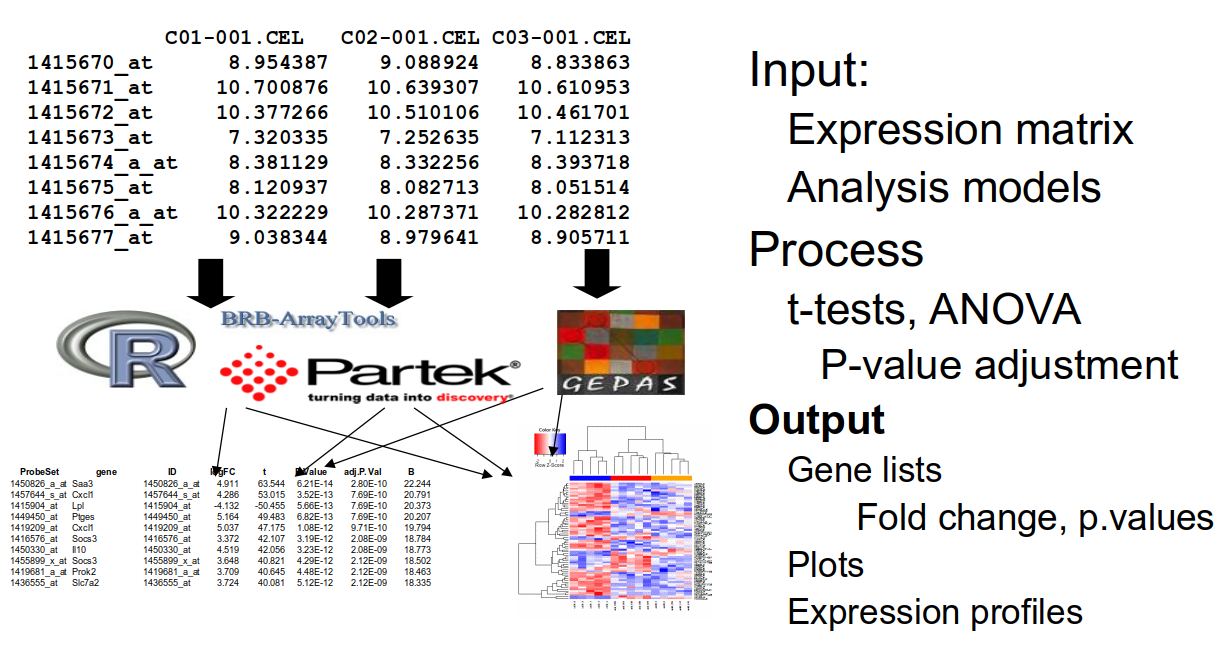 C01-001.CEL C02-001.CEL C03-001.CEL
1415670_at 8.954387 9.088924 8.833863
1415671_at 10.700876 10.639307 10.610953
1415672_at 10.377266 10.510106 10.461701
1415673_at 7.320335 7.252635 7.112313
1415674_a_at 8.381129 8.332256 8.393718
1415675_at 8.120937 8.082713 8.051514
1415676_a_at 10.322229 10.287371 10.282812
1415677_at 9.038344 8.979641 8.905711
R
BRB-ArrayTools
Partek®
turning data into discovery®
GEPAS
ProbeSet gene ID logFC t P.Value adj.P.Val B
1450826_a_at Saa3 1450826_a_at 4.911 63.544 6.21E-14 2.80E-10 22.244
1457644_s_at Cxcl1 1457644_s_at 4.286 53.015 3.52E-13 7.69E-10 20.791
1415904_at Lpl 1415904_at -4.132 -50.455 5.66E-13 7.69E-10 20.373
1449450_at Ptges 1449450_at 5.164 49.483 6.82E-13 7.69E-10 20.207
1419209_at Cxcl1 1419209_at 5.037 47.175 1.08E-12 9.71E-10 19.794
1416576_at Socs3 1416576_at 3.372 42.107 3.19E-12 2.08E-09 18.784
1450330_at Il10 1450330_at 4.519 42.056 3.23E-12 2.08E-09 18.773
1455899_x_at Socs3 1455899_x_at 3.648 40.821 4.29E-12 2.12E-09 18.502
1419681_a_at Prok2 1419681_a_at 3.709 40.645 4.48E-12 2.12E-09 18.463
1436555_at Slc7a2 1436555_at 3.724 40.081 5.12E-12 2.12E-09 18.335
Color Key
Row Z-Score
Input:
Expression matrix
Analysis models
Process
t-tests, ANOVA
P-value adjustment
Output
Gene lists
Fold change, p.values
Plots
Expression profiles